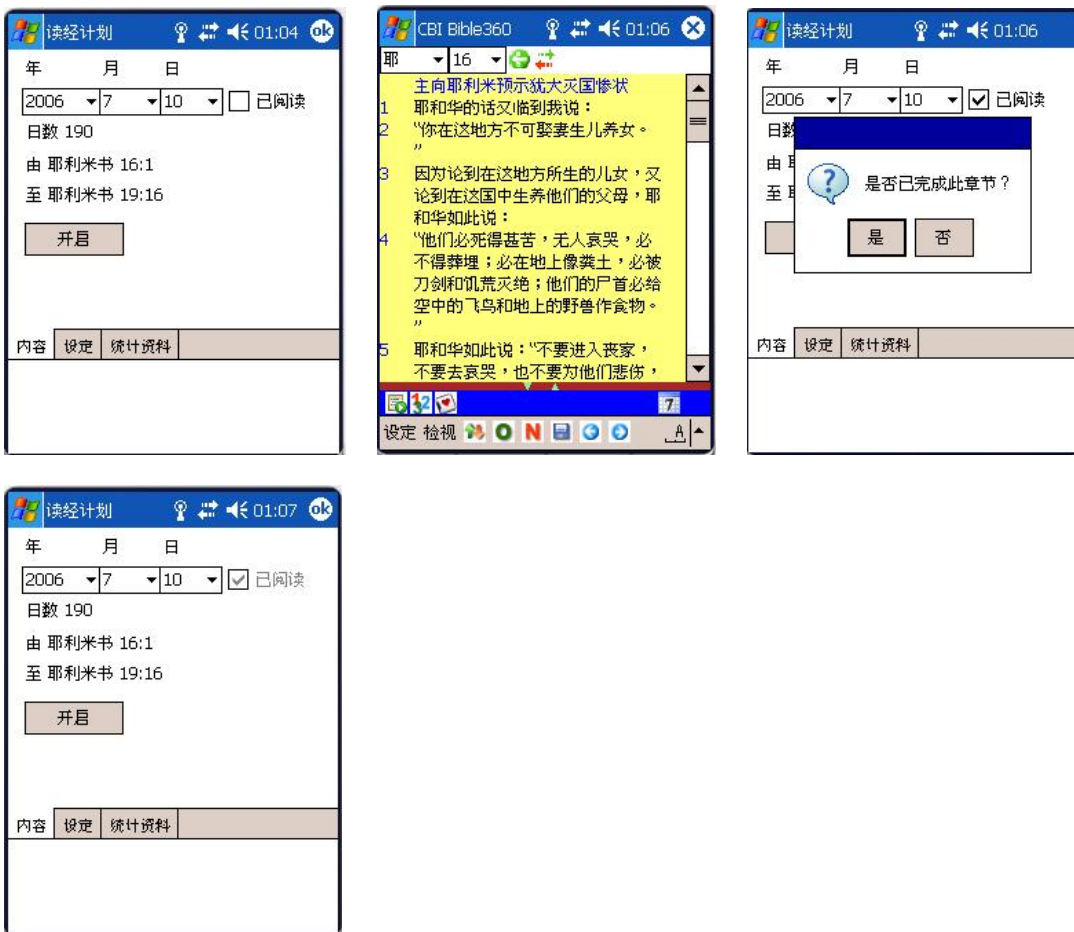 读经计划 01:04 ok
年 月 日
2006 7 10 已阅读
日数 190
由 耶利米书 16:1
至 耶利米书 19:16
开启
内容 设定 统计资料
CBI Bible360 01:06
耶 16
主向耶利米预示犹大灭国惨状
1 耶和华的话又临到我说：
2 “你在这地方不可娶妻生儿养女。
”
3 因为论到在这地方所生的儿女，又
论到在这国中生养他们的父母，耶
和华如此说：
4 “他们必死得甚苦，无人哀哭，必
不得葬埋；必在地上像粪土，必被
刀剑和饥荒灭绝；他们的尸首必给
空中的飞鸟和地上的野兽作食物。
”
5 耶和华如此说：“不要进入丧家，
不要去哀哭，也不要为他们悲伤，
7
设定 检视 O N A
读经计划 01:06
年 月 日
2006 7 10 已阅读
日数
由
至
是否已完成此章节？
是 否
内容 设定 统计资料
读经计划 01:07 ok
年 月 日
2006 7 10 已阅读
日数 190
由 耶利米书 16:1
至 耶利米书 19:16
开启
内容 设定 统计资料